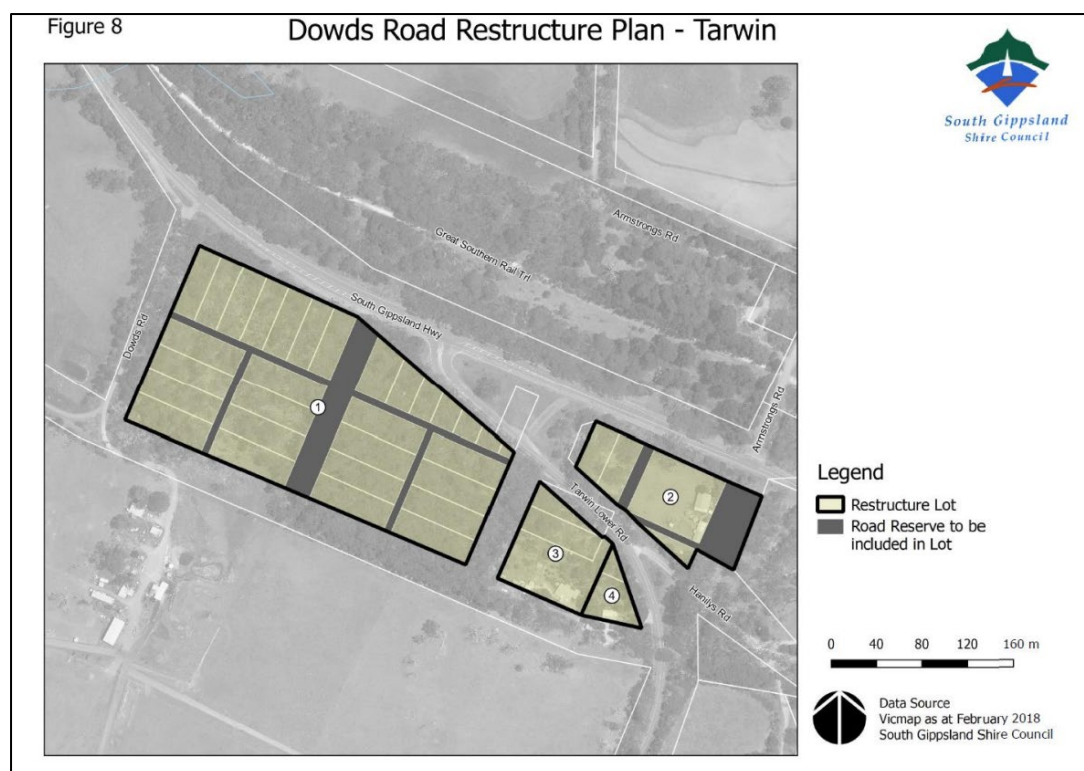 Figure 8
Dowds Road Restructure Plan - Tarwin
South Gippsland
Shire Council
Armstrongs Rd
Great Southern Rail Trl
South Gippsland Hwy
Dowds Rd
Armstrongs Rd
1
2
Tarwin Lower Rd
3
4
Hanilys Rd
Legend
Restructure Lot
Road Reserve to be
included in Lot
0 40 80 120 160 m
Data Source
Vicmap as at February 2018
South Gippsland Shire Council